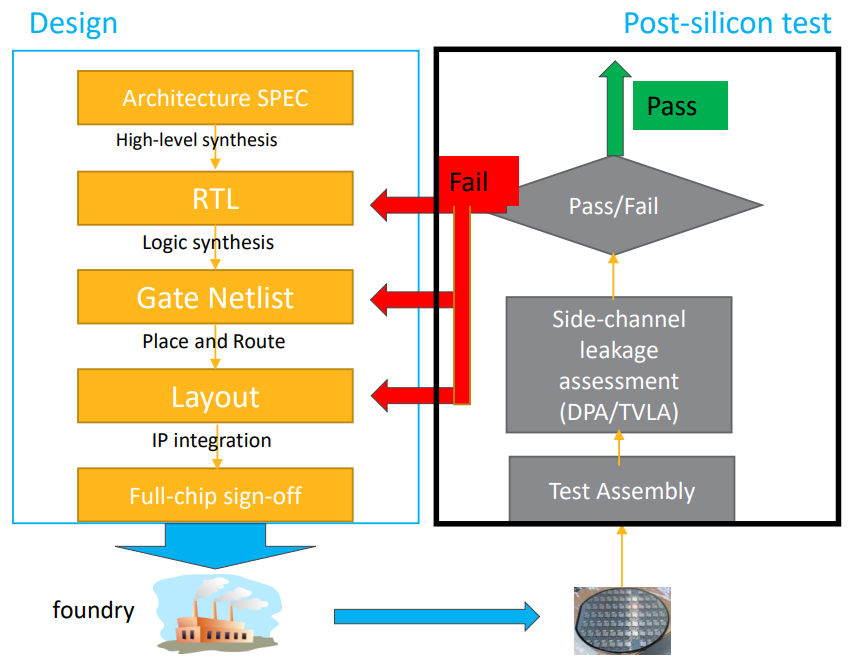 Design
Post-silicon test
Architecture SPEC
High-level synthesis
RTL
Logic synthesis
Gate Netlist
Place and Route
Layout
IP integration
Full-chip sign-off
foundry
Pass
Fail
Pass/Fail
Side-channel
leakage
assessment
(DPA/TVLA)
Test Assembly